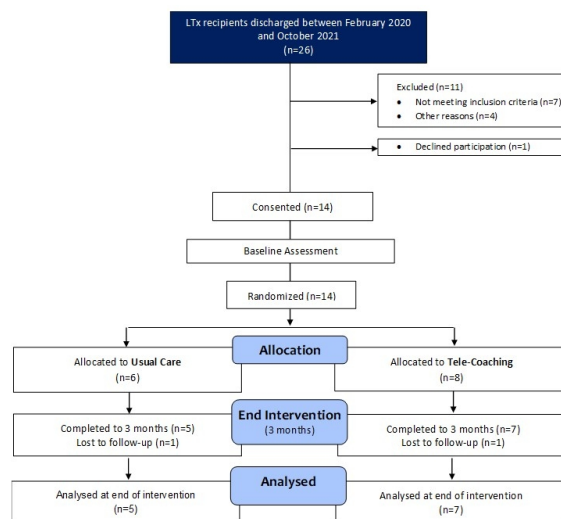 LTx recipients discharged between February 2020
and October 2021
(n=26)
Excluded (n=11)
• Not meeting inclusion criteria (n=7)
• Other reasons (n=4)
• Declined participation (n=1)
Consented (n=14)
Baseline Assessment
Randomized (n=14)
Allocation
Allocated to Usual Care
(n=6)
Allocated to Tele-Coaching
(n=8)
End Intervention
(3 months)
Completed to 3 months (n=5)
Lost to follow-up (n=1)
Completed to 3 months (n=7)
Lost to follow-up (n=1)
Analysed
Analysed at end of intervention
(n=5)
Analysed at end of intervention
(n=7)